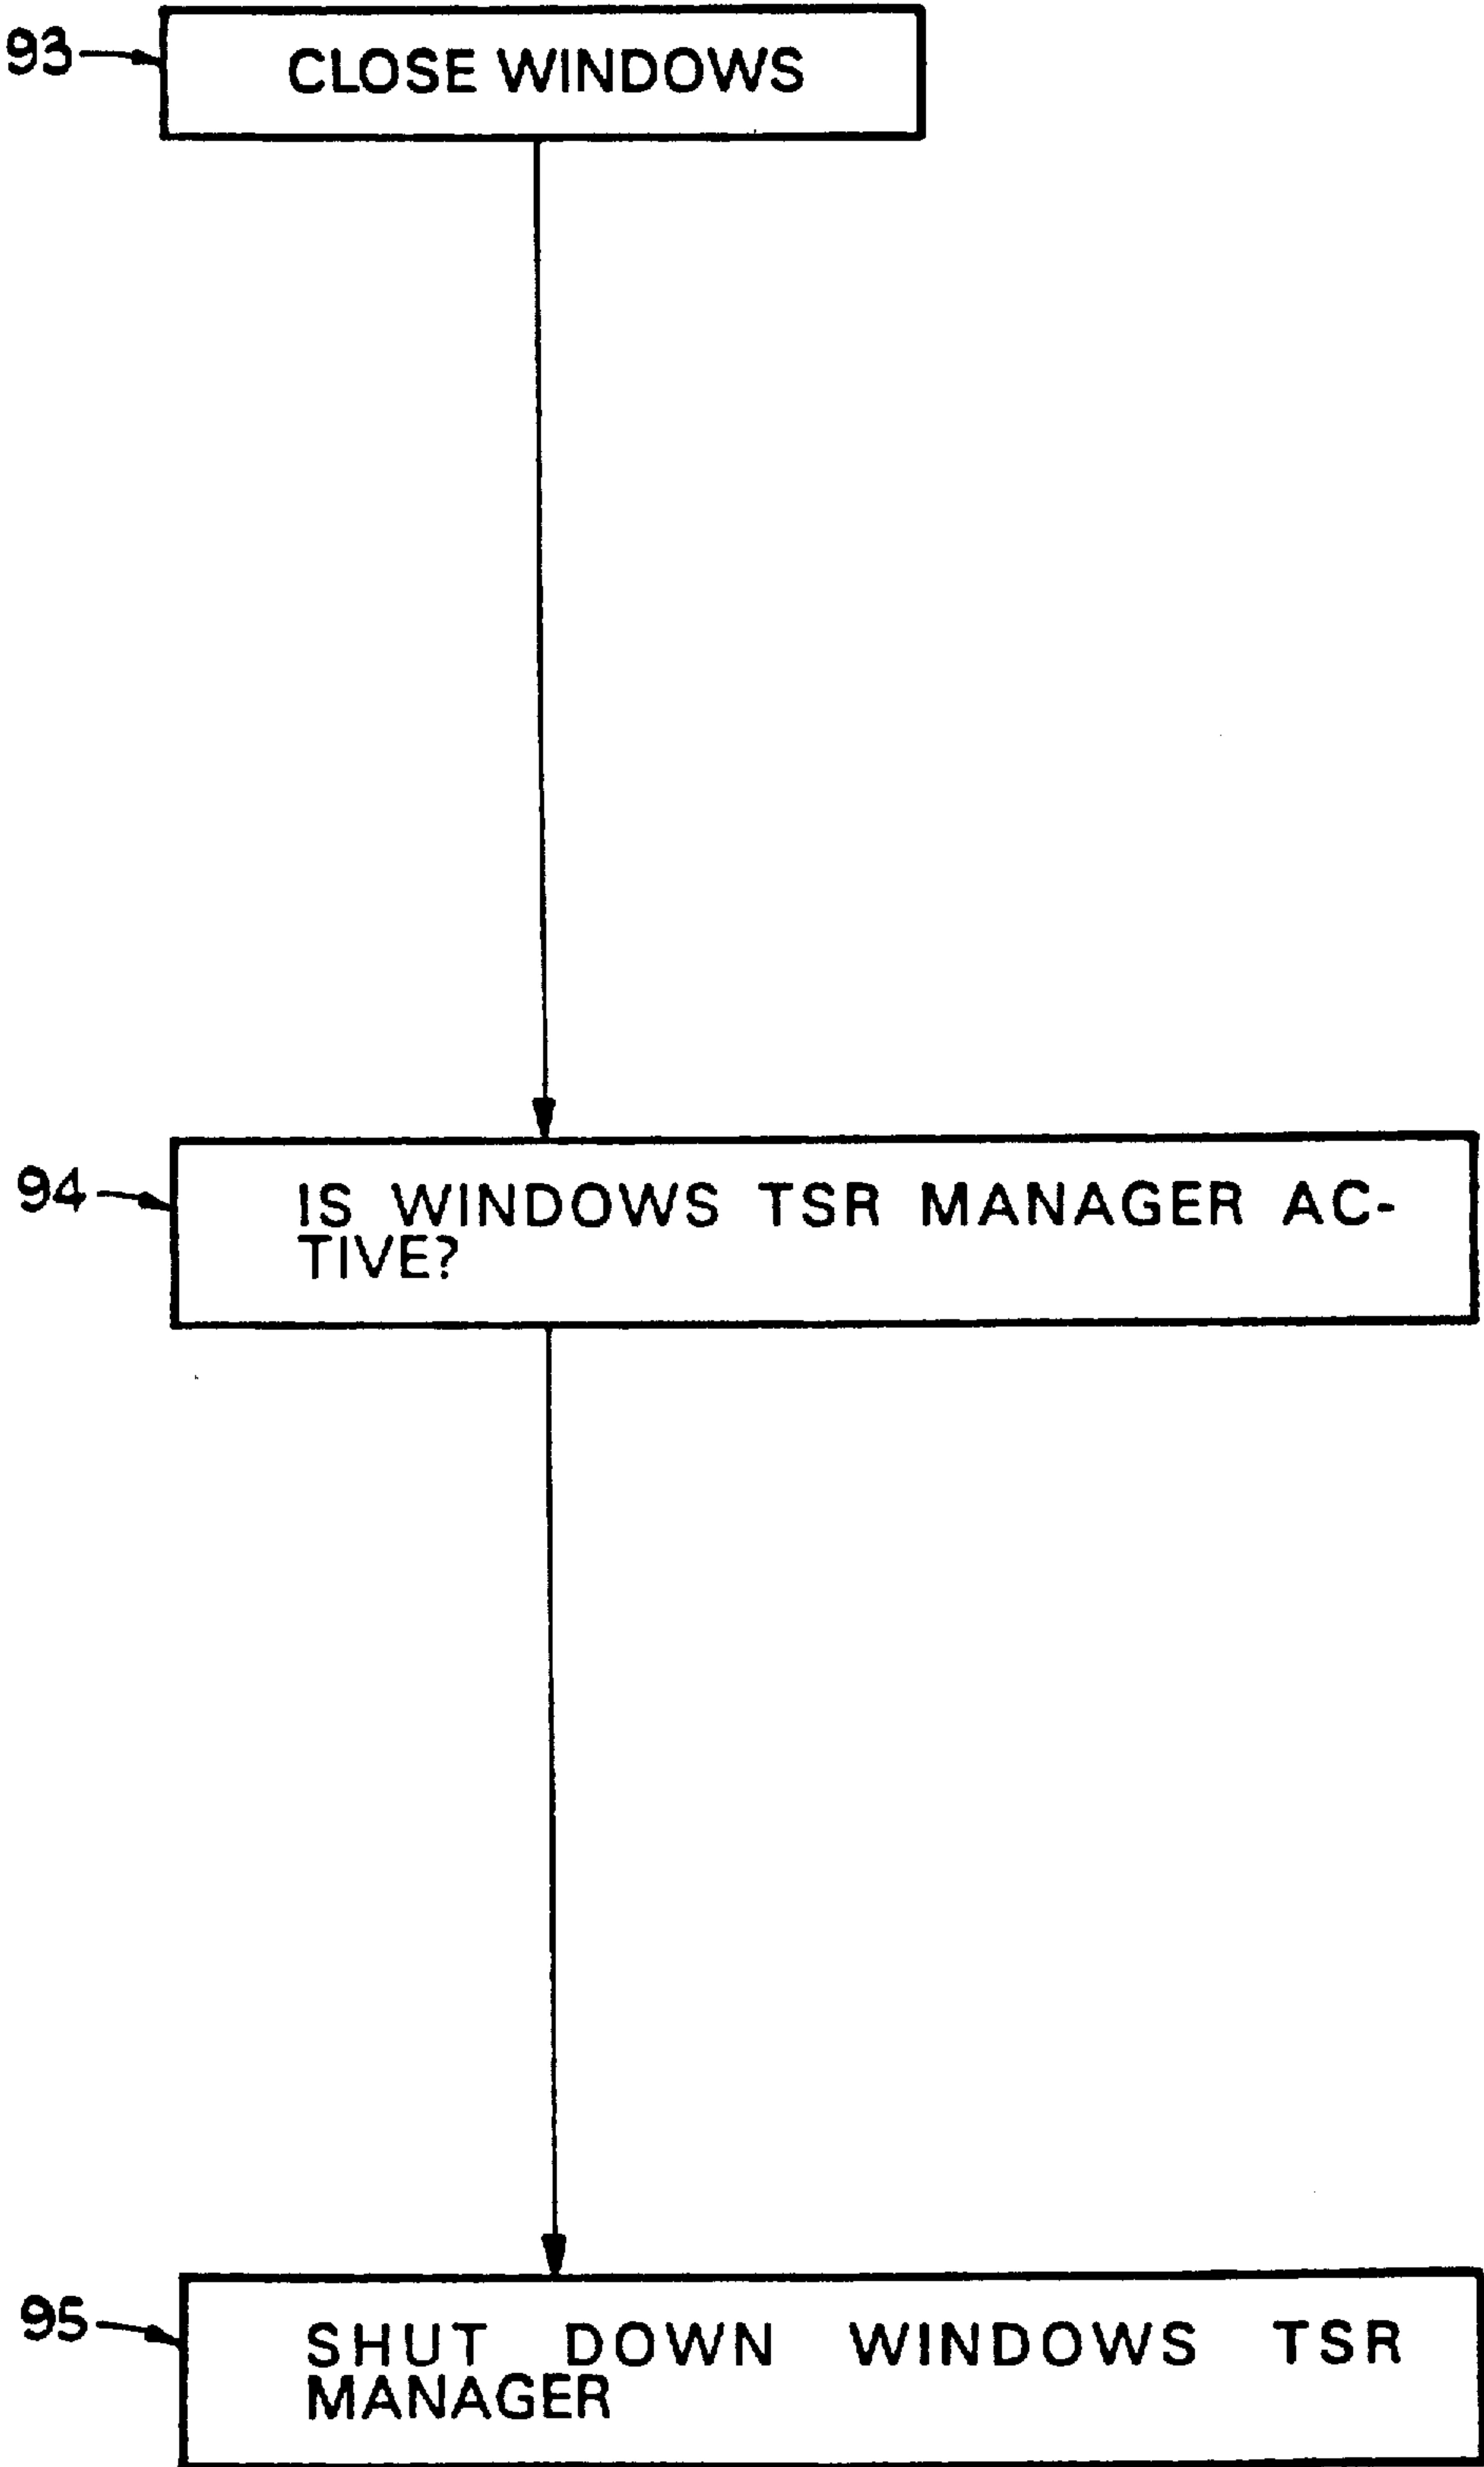 93
CLOSE WINDOWS
94
IS WINDOWS TSR MANAGER AC-
TIVE?
95
SHUT DOWN WINDOWS TSR
MANAGER